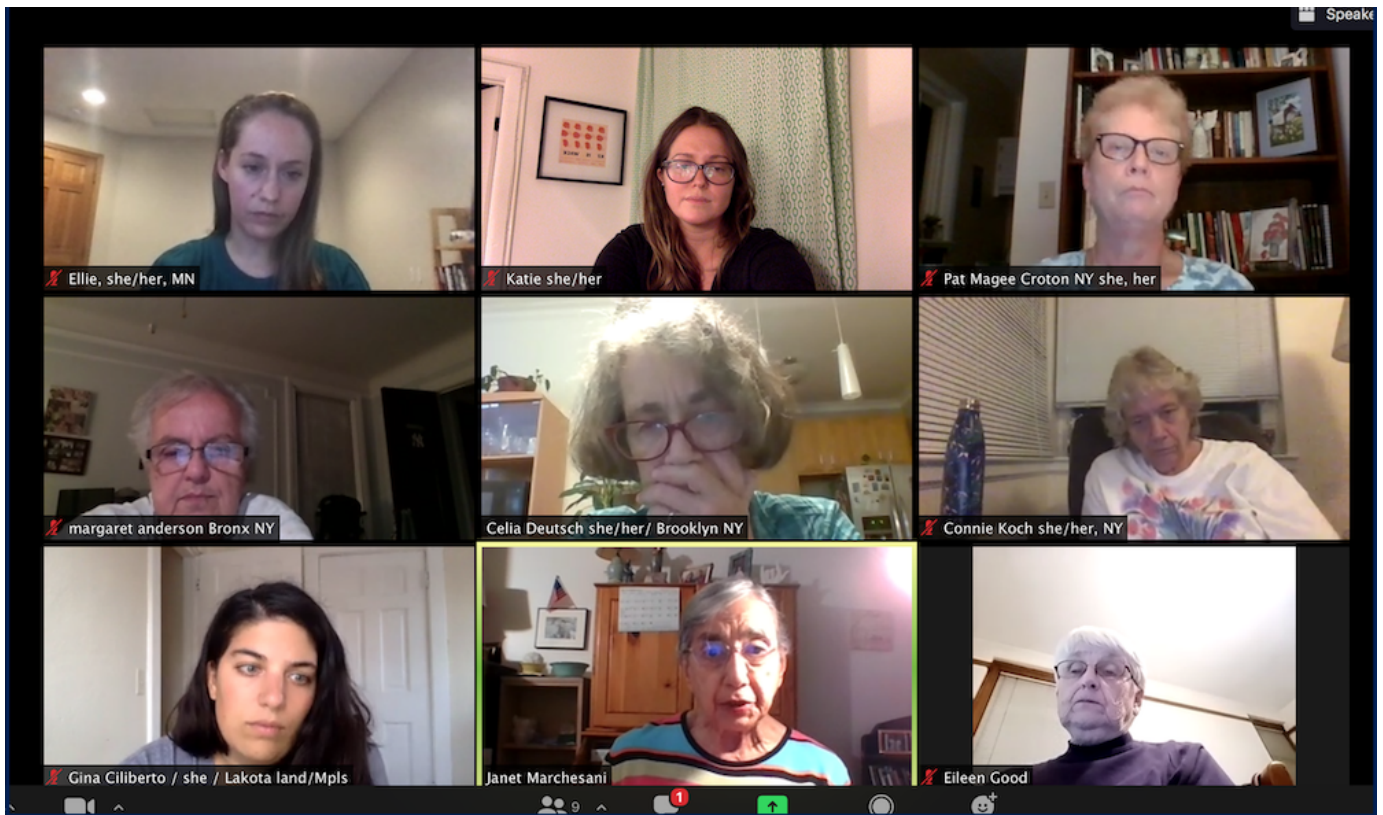 Speake
Ellie, she/her, MN
Katie she/her
Pat Magee Croton NY she, her
margaret anderson Bronx NY
Celia Deutsch she/her/ Brooklyn NY
Connie Koch she/her, NY
Gina Ciliberto / she / Lakota land/Mpls
Janet Marchesani
Eileen Good
9
1